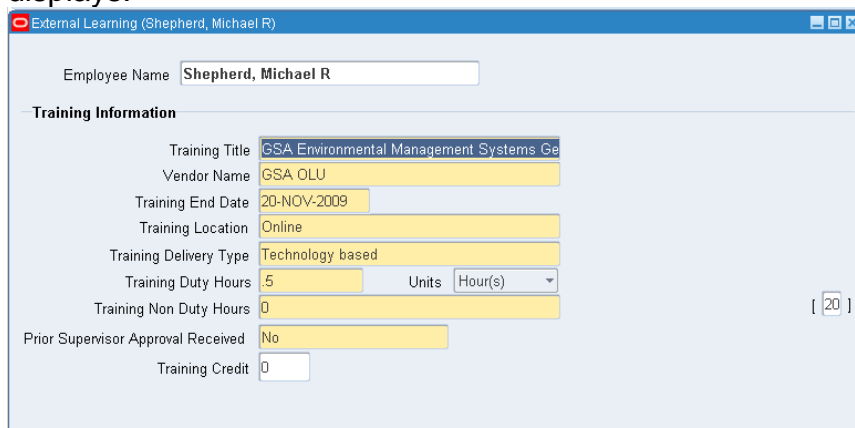 displays.
External Learning (Shepherd, Michael R)
Employee Name Shepherd, Michael R
Training Information
Training Title GSA Environmental Management Systems Ge
Vendor Name GSA OLU
Training End Date 20-NOV-2009
Training Location Online
Training Delivery Type Technology based
Training Duty Hours .5 Units Hour(s)
Training Non Duty Hours 0 [ 20 ]
Prior Supervisor Approval Received No
Training Credit 0